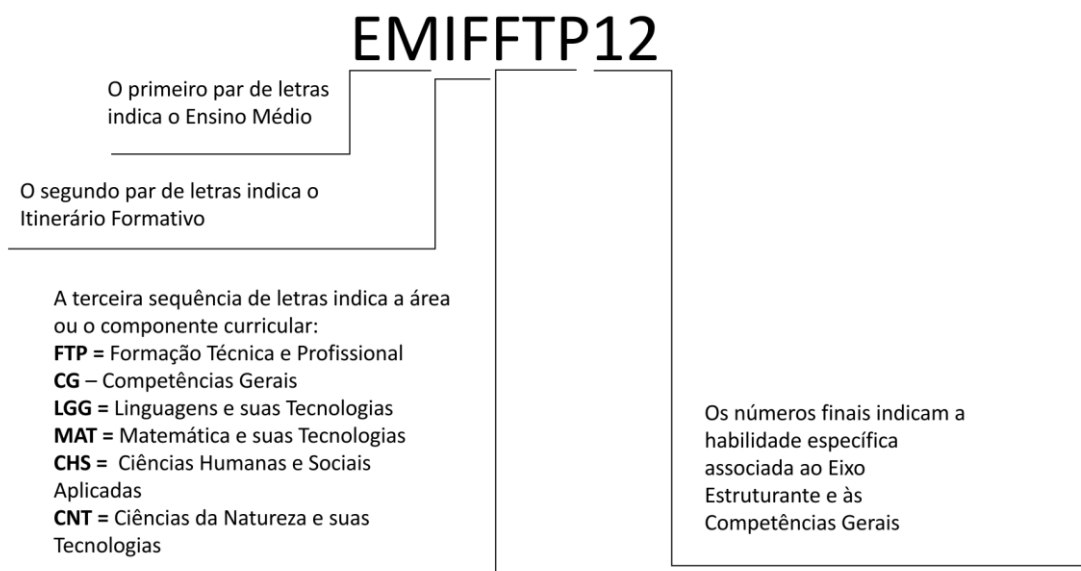 EMIFFTP12
O primeiro par de letras
indica o Ensino Médio
O segundo par de letras indica o
Itinerário Formativo
A terceira sequência de letras indica a área
ou o componente curricular:
FTP = Formação Técnica e Profissional
CG – Competências Gerais
LGG = Linguagens e suas Tecnologias
MAT = Matemática e suas Tecnologias
CHS = Ciências Humanas e Sociais
Aplicadas
CNT = Ciências da Natureza e suas
Tecnologias
Os números finais indicam a
habilidade específica
associada ao Eixo
Estruturante e às
Competências Gerais